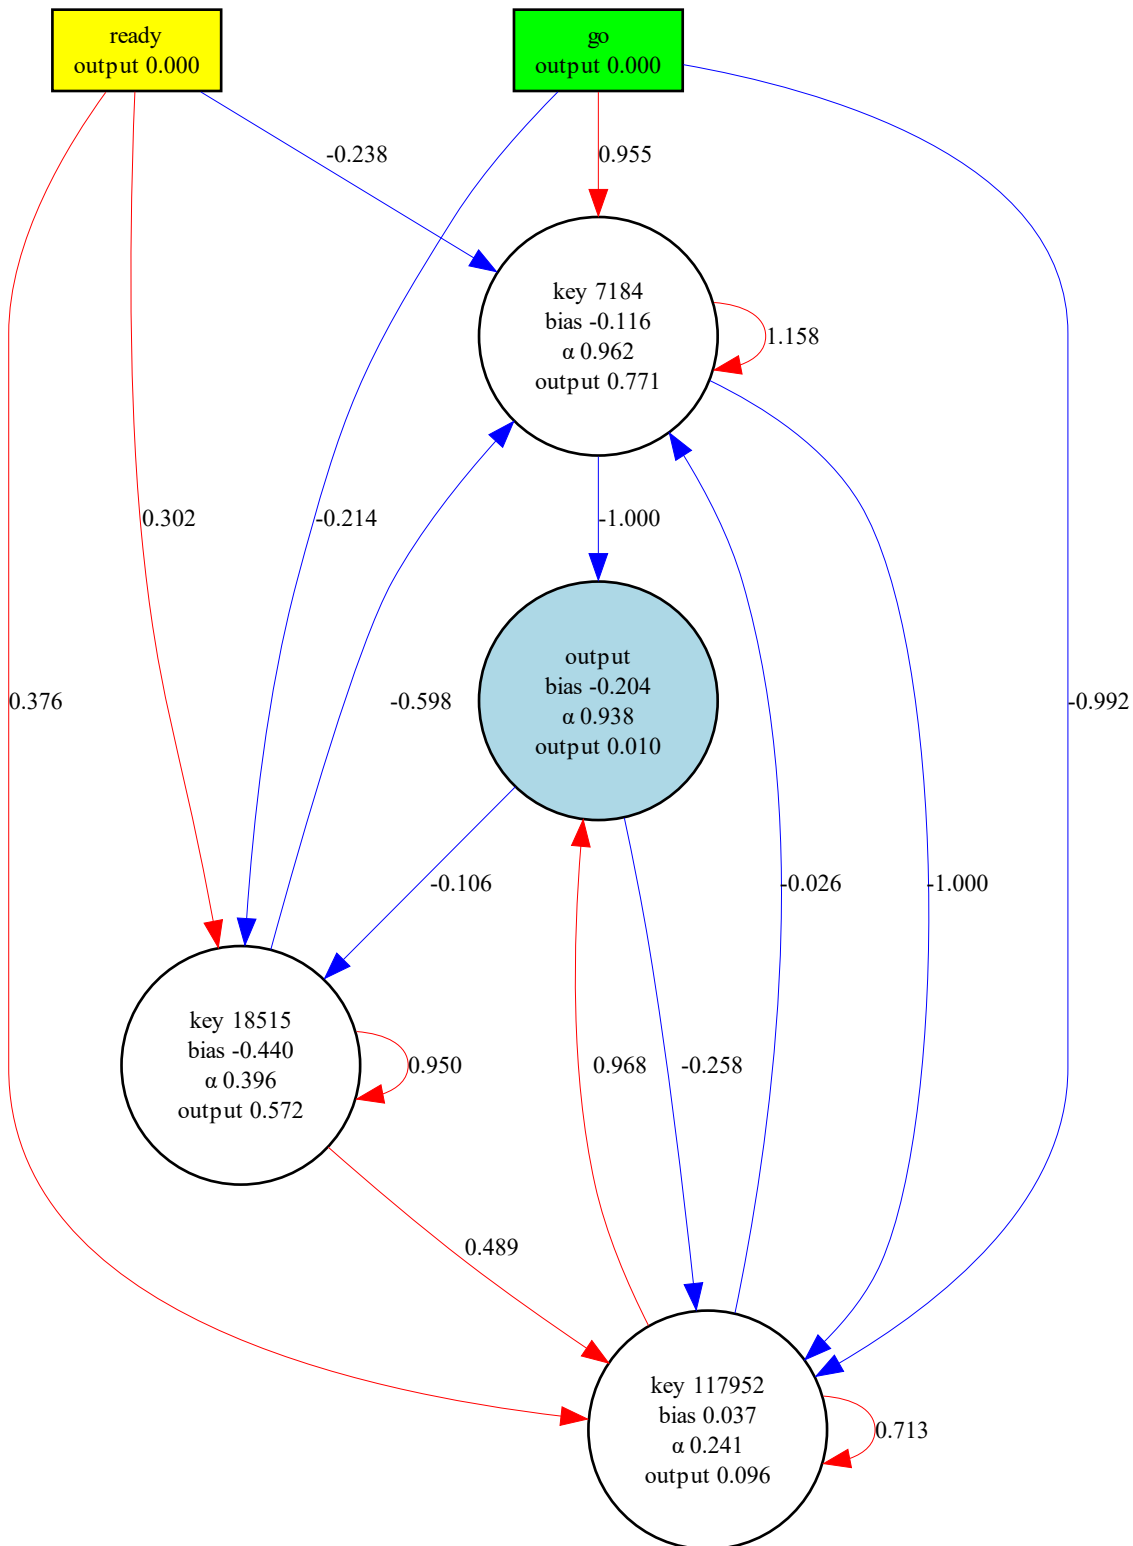 ready
output 0.000
go
output 0.000
-0.238
0.955
key 7184
bias -0.116
α 0.962
output 0.771
1.158
0.302
-0.214
-1.000
output
bias -0.204
α 0.938
output 0.010
0.376
-0.598
-0.992
-0.106
-0.026
-1.000
key 18515
bias -0.440
α 0.396
output 0.572
0.950
0.968
-0.258
0.489
key 117952
bias 0.037
α 0.241
output 0.096
0.713